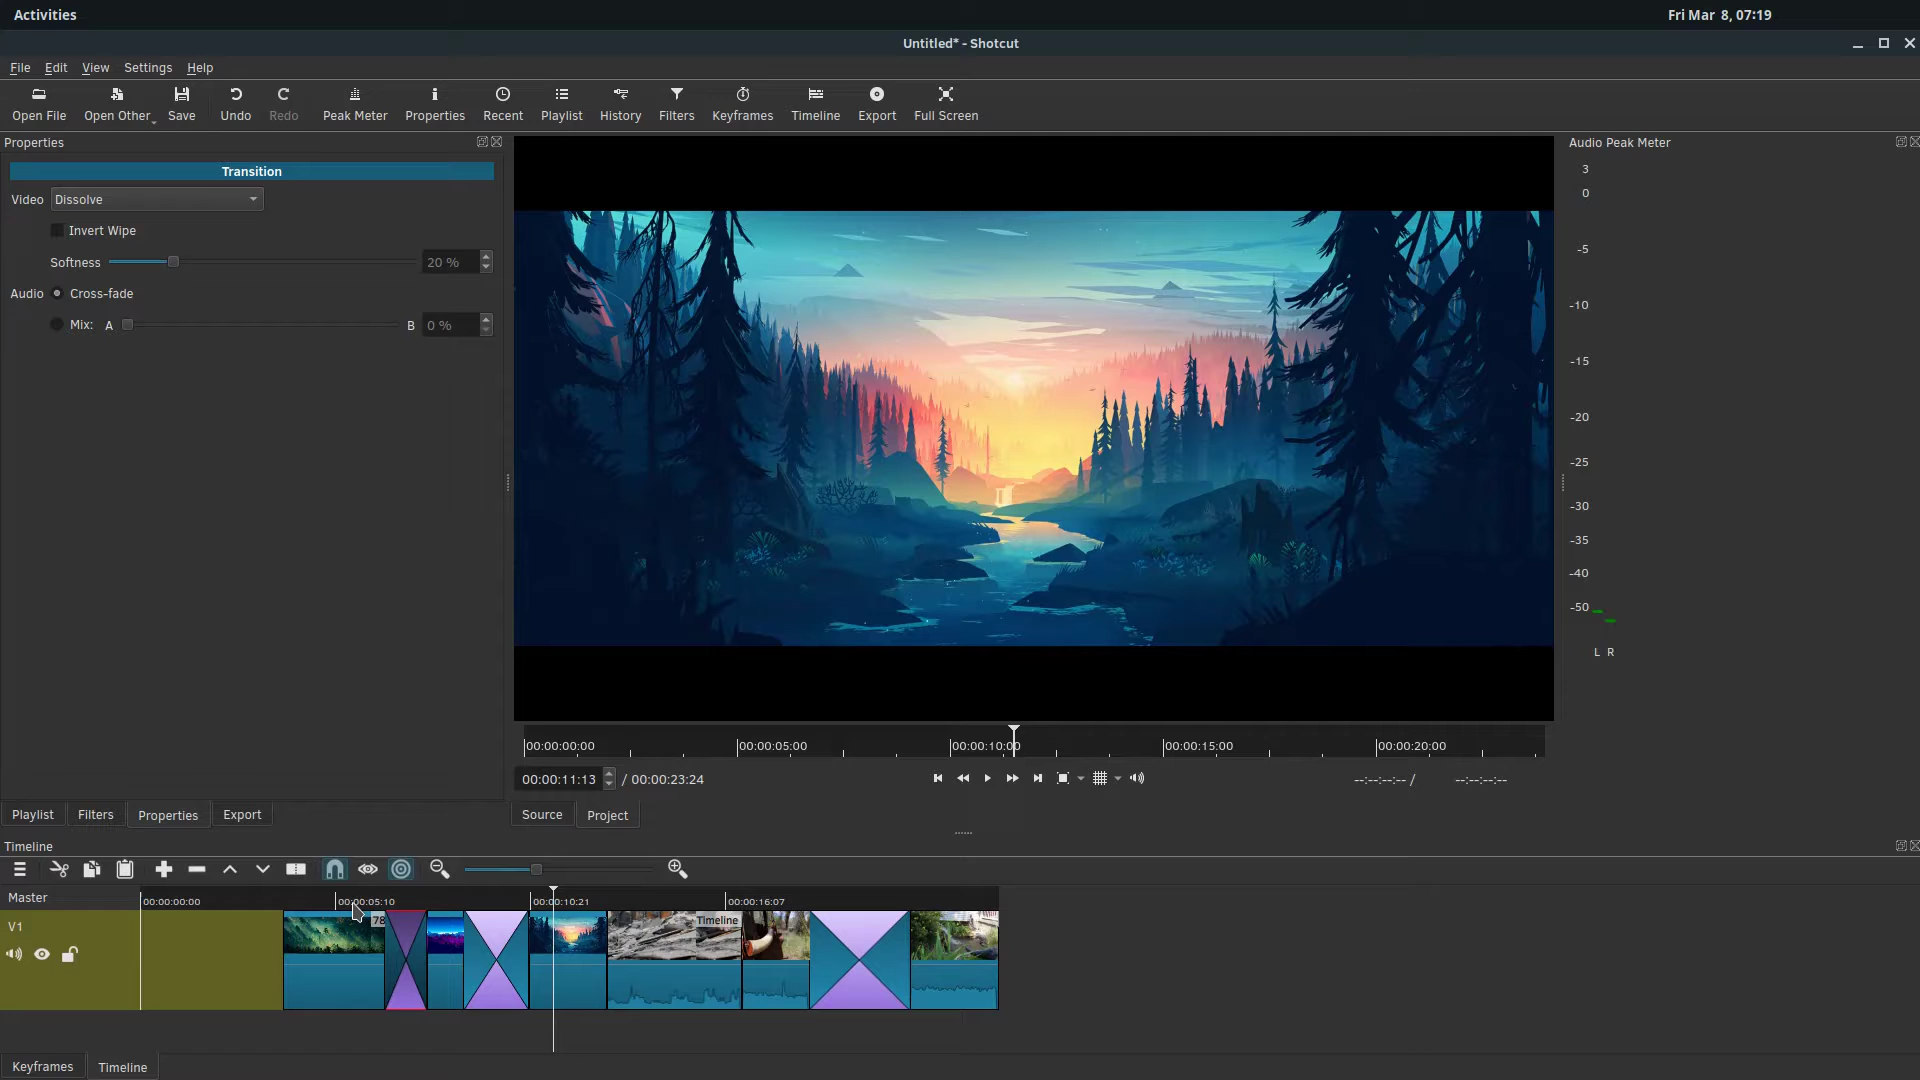 Activities
Fri Mar 8, 07:19
Untitled* - Shotcut
File Edit View Settings Help
Open File Open Other Save Undo Redo Peak Meter Properties Recent Playlist History Filters Keyframes Timeline Export Full Screen
Properties
Transition
Video Dissolve
Invert Wipe
Softness 20 %
Audio Cross-fade
Mix: A B 0 %
Audio Peak Meter
3
0
-5
-10
-15
-20
-25
-30
-35
-40
-50
L R
00:00:00:00 00:00:05:00 00:00:10:00 00:00:15:00 00:00:20:00
00:00:11:13 / 00:00:23:24 --:--:--:-- / --:--:--:--
Playlist Filters Properties Export
Source Project
Timeline
Master
00:00:00:00 00:00:05:10 00:00:10:21 00:00:16:07
V1
78
Timeline
Keyframes Timeline